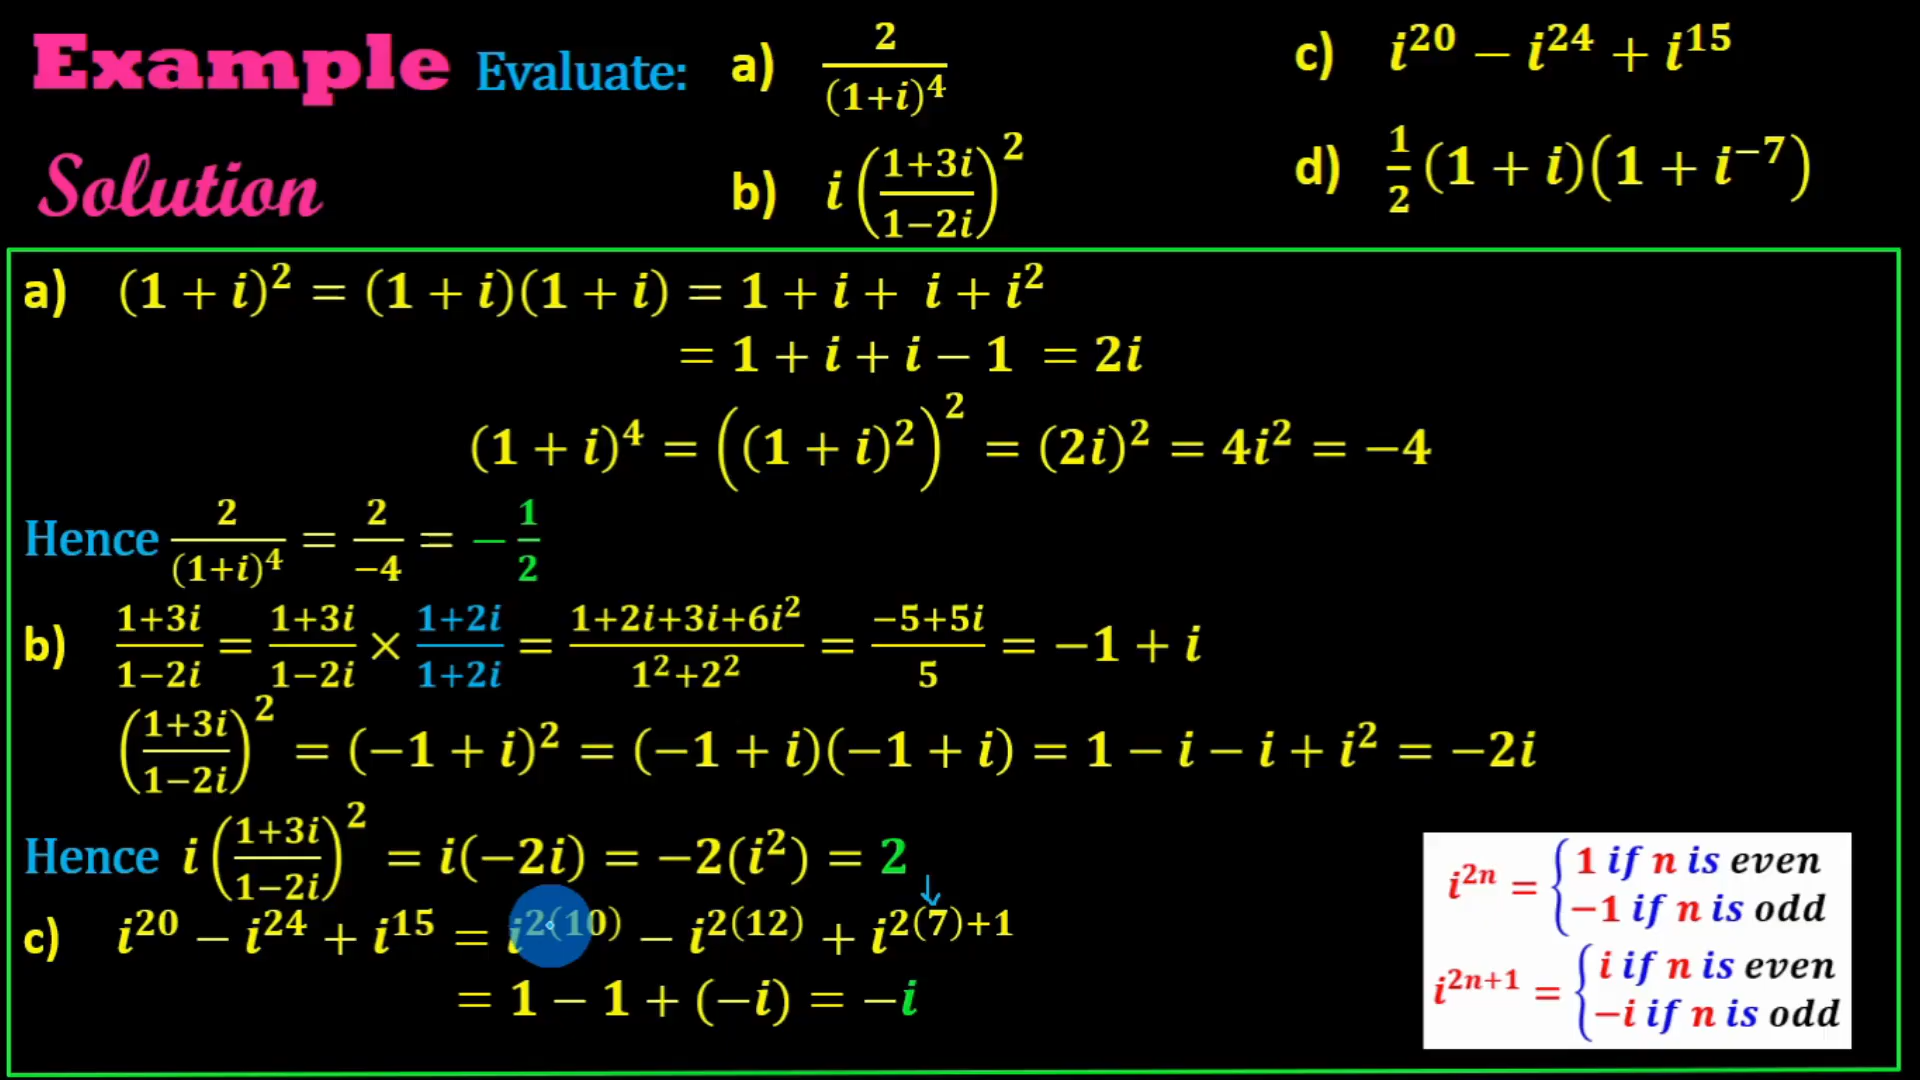 Example Evaluate: a) 2/(1+i)⁴ c) i²⁰ − i²⁴ + i¹⁵
Solution b) i((1+3i)/(1−2i))² d) 1/2 (1 + i)(1 + i⁻⁷)
a) (1 + i)² = (1 + i)(1 + i) = 1 + i + i + i²
= 1 + i + i − 1 = 2i
(1 + i)⁴ = ((1 + i)²)² = (2i)² = 4i² = −4
Hence 2/(1+i)⁴ = 2/−4 = −1/2
b) (1+3i)/(1−2i) = (1+3i)/(1−2i) × (1+2i)/(1+2i) = (1+2i+3i+6i²)/(1²+2²) = (−5+5i)/5 = −1 + i
((1+3i)/(1−2i))² = (−1 + i)² = (−1 + i)(−1 + i) = 1 − i − i + i² = −2i
Hence i((1+3i)/(1−2i))² = i(−2i) = −2(i²) = 2
c) i²⁰ − i²⁴ + i¹⁵ = i²⁽¹⁰⁾ − i²⁽¹²⁾ + i²⁽⁷⁾⁺¹
= 1 − 1 + (−i) = −i
i²ⁿ = { 1 if n is even
−1 if n is odd
i²ⁿ⁺¹ = { i if n is even
−i if n is odd